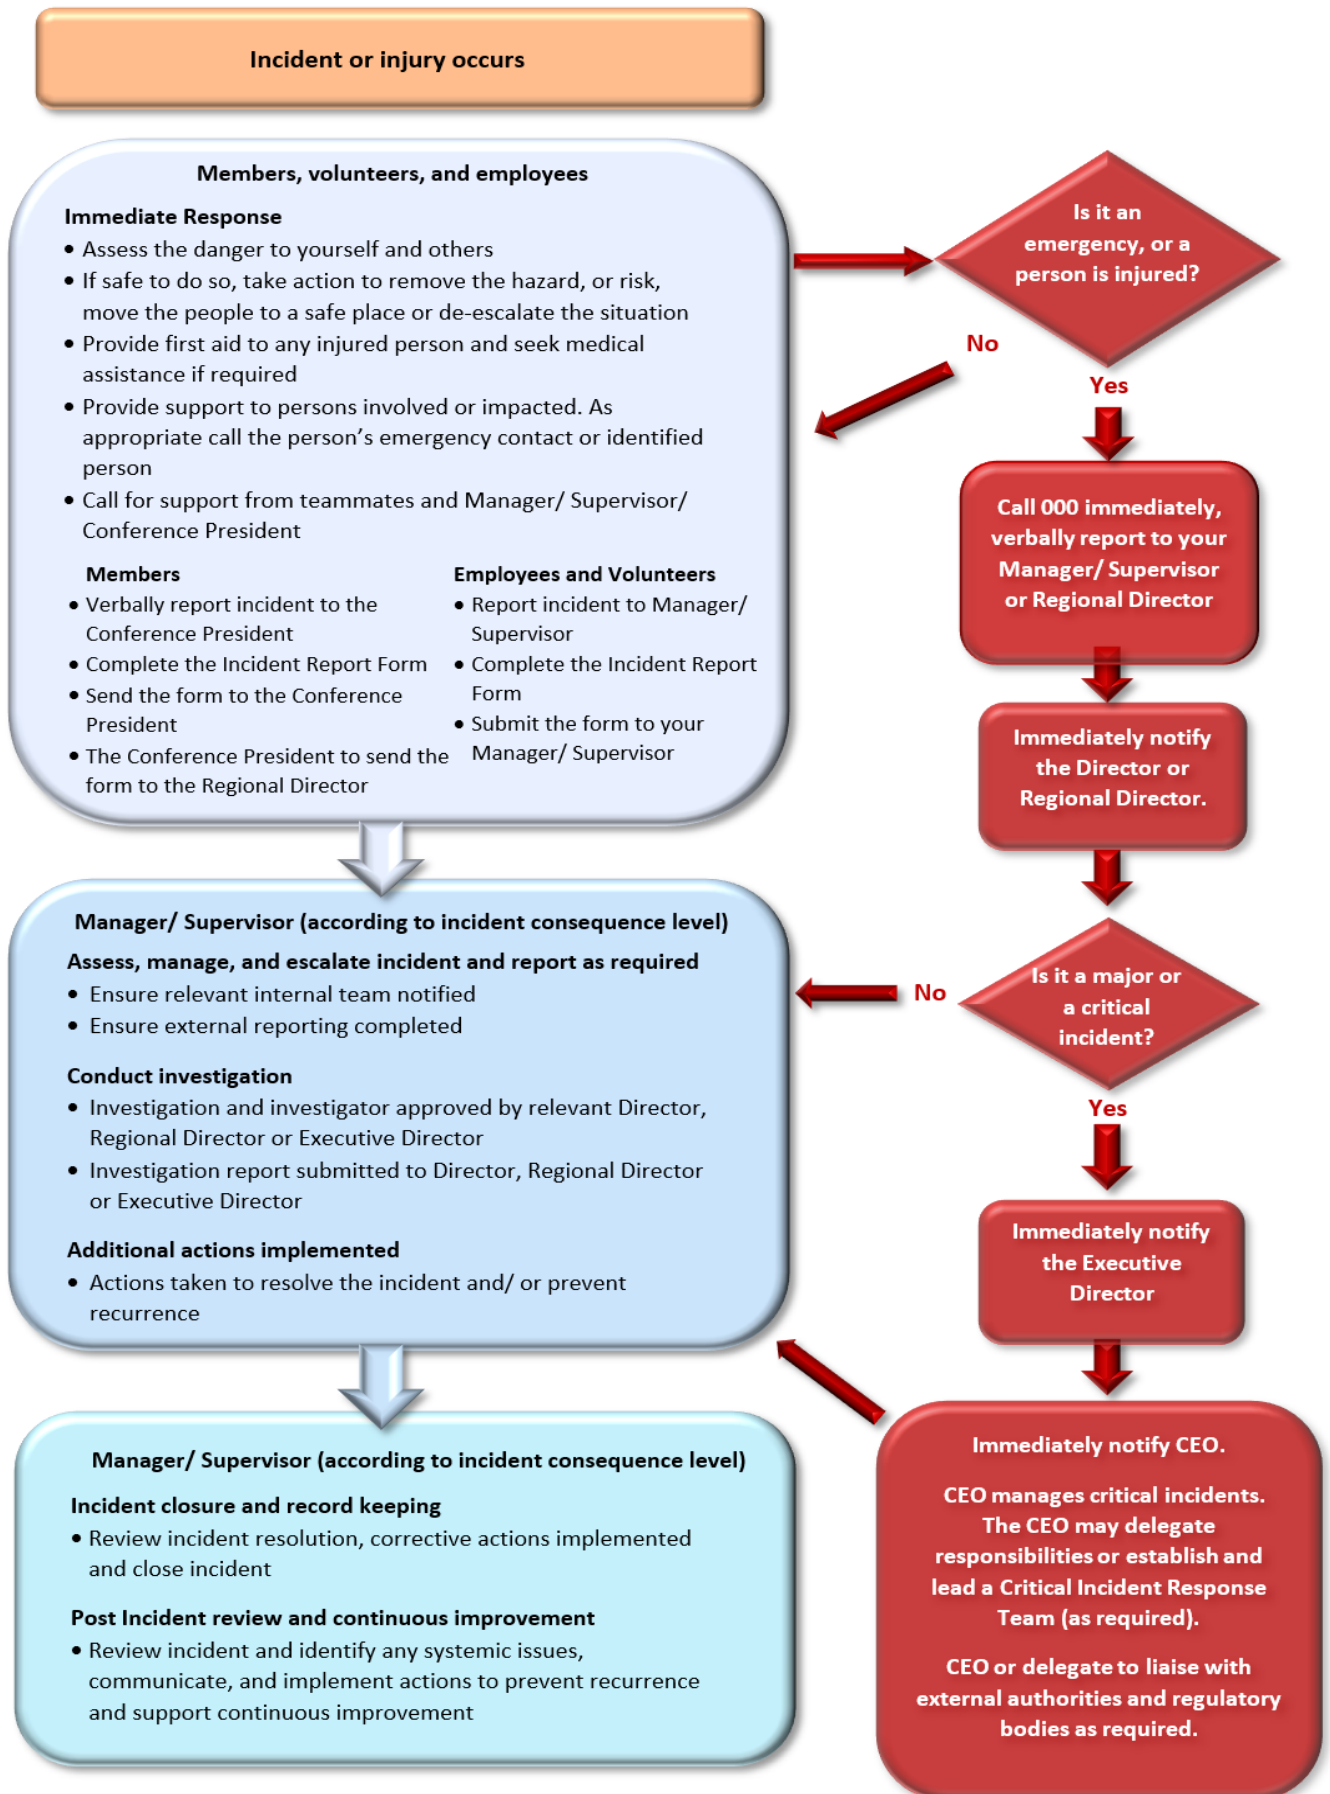 Incident or injury occurs
Members, volunteers, and employees
Immediate Response
• Assess the danger to yourself and others
• If safe to do so, take action to remove the hazard, or risk,
move the people to a safe place or de-escalate the situation
• Provide first aid to any injured person and seek medical
assistance if required
• Provide support to persons involved or impacted. As
appropriate call the person’s emergency contact or identified
person
• Call for support from teammates and Manager/ Supervisor/
Conference President
Members
• Verbally report incident to the
Conference President
• Complete the Incident Report Form
• Send the form to the Conference
President
• The Conference President to send the
form to the Regional Director
Employees and Volunteers
• Report incident to Manager/
Supervisor
• Complete the Incident Report
Form
• Submit the form to your
Manager/ Supervisor
Is it an
emergency, or a
person is injured?
No
Yes
Call 000 immediately,
verbally report to your
Manager/ Supervisor
or Regional Director
Immediately notify
the Director or
Regional Director.
Is it a major or
a critical
incident?
No
Yes
Immediately notify
the Executive
Director
Immediately notify CEO.
CEO manages critical incidents.
The CEO may delegate
responsibilities or establish and
lead a Critical Incident Response
Team (as required).
CEO or delegate to liaise with
external authorities and regulatory
bodies as required.
Manager/ Supervisor (according to incident consequence level)
Assess, manage, and escalate incident and report as required
• Ensure relevant internal team notified
• Ensure external reporting completed
Conduct investigation
• Investigation and investigator approved by relevant Director,
Regional Director or Executive Director
• Investigation report submitted to Director, Regional Director
or Executive Director
Additional actions implemented
• Actions taken to resolve the incident and/ or prevent
recurrence
Manager/ Supervisor (according to incident consequence level)
Incident closure and record keeping
• Review incident resolution, corrective actions implemented
and close incident
Post Incident review and continuous improvement
• Review incident and identify any systemic issues,
communicate, and implement actions to prevent recurrence
and support continuous improvement